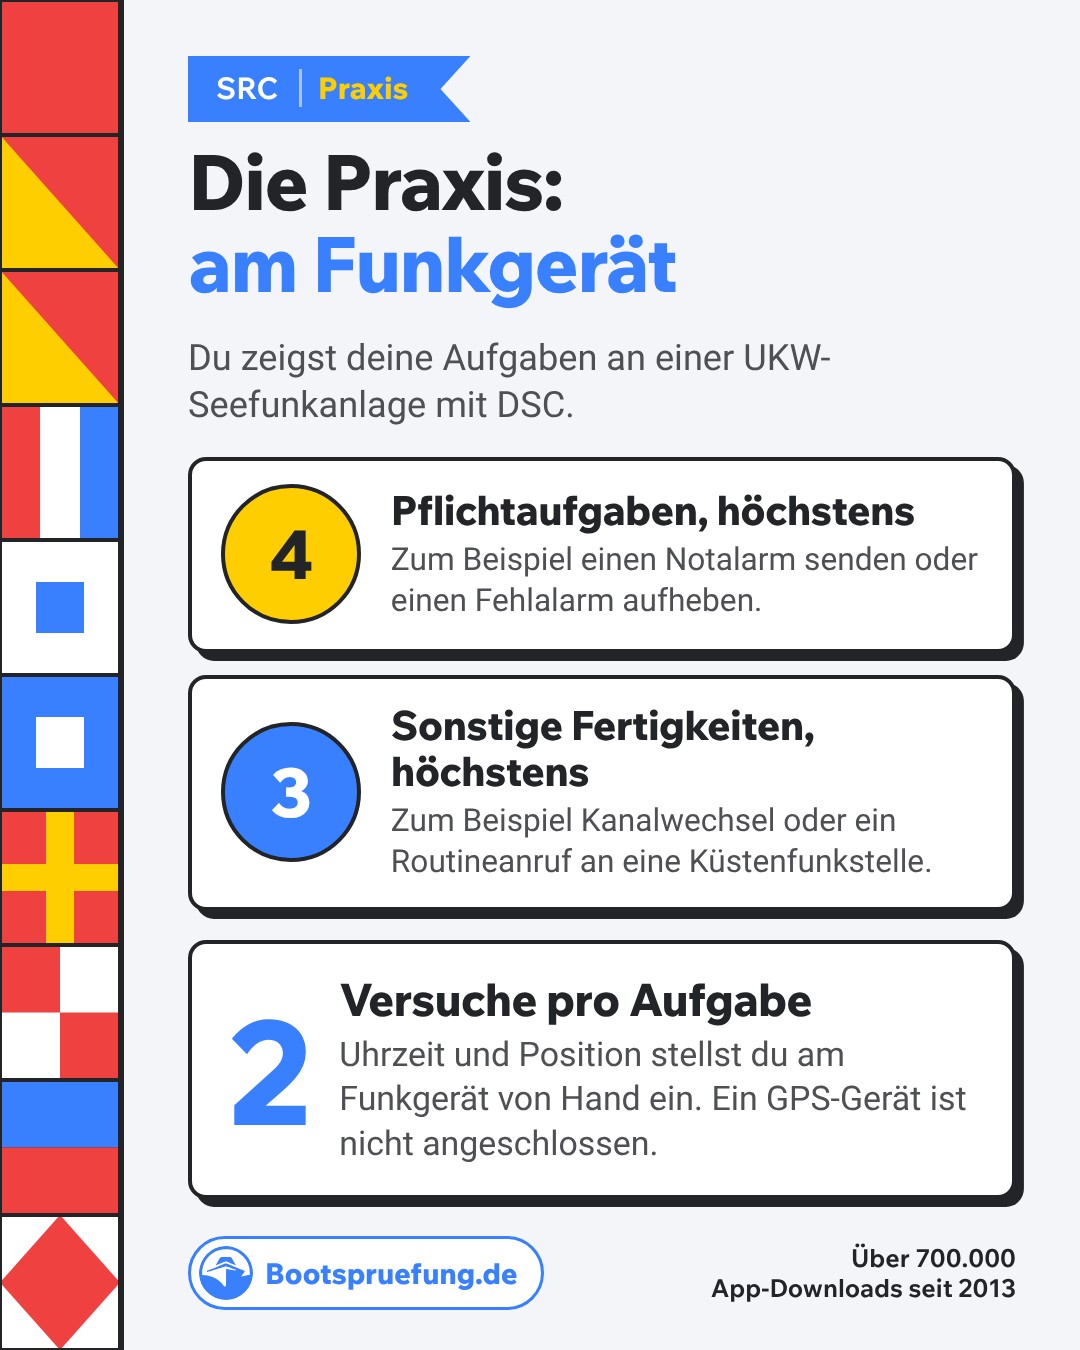 SRC | Praxis
Die Praxis:
am Funkgerät
Du zeigst deine Aufgaben an einer UKW-
Seefunkanlage mit DSC.
4
Pflichtaufgaben, höchstens
Zum Beispiel einen Notalarm senden oder
einen Fehlalarm aufheben.
3
Sonstige Fertigkeiten,
höchstens
Zum Beispiel Kanalwechsel oder ein
Routineanruf an eine Küstenfunkstelle.
2
Versuche pro Aufgabe
Uhrzeit und Position stellst du am
Funkgerät von Hand ein. Ein GPS-Gerät ist
nicht angeschlossen.
Bootspruefung.de
Über 700.000
App-Downloads seit 2013